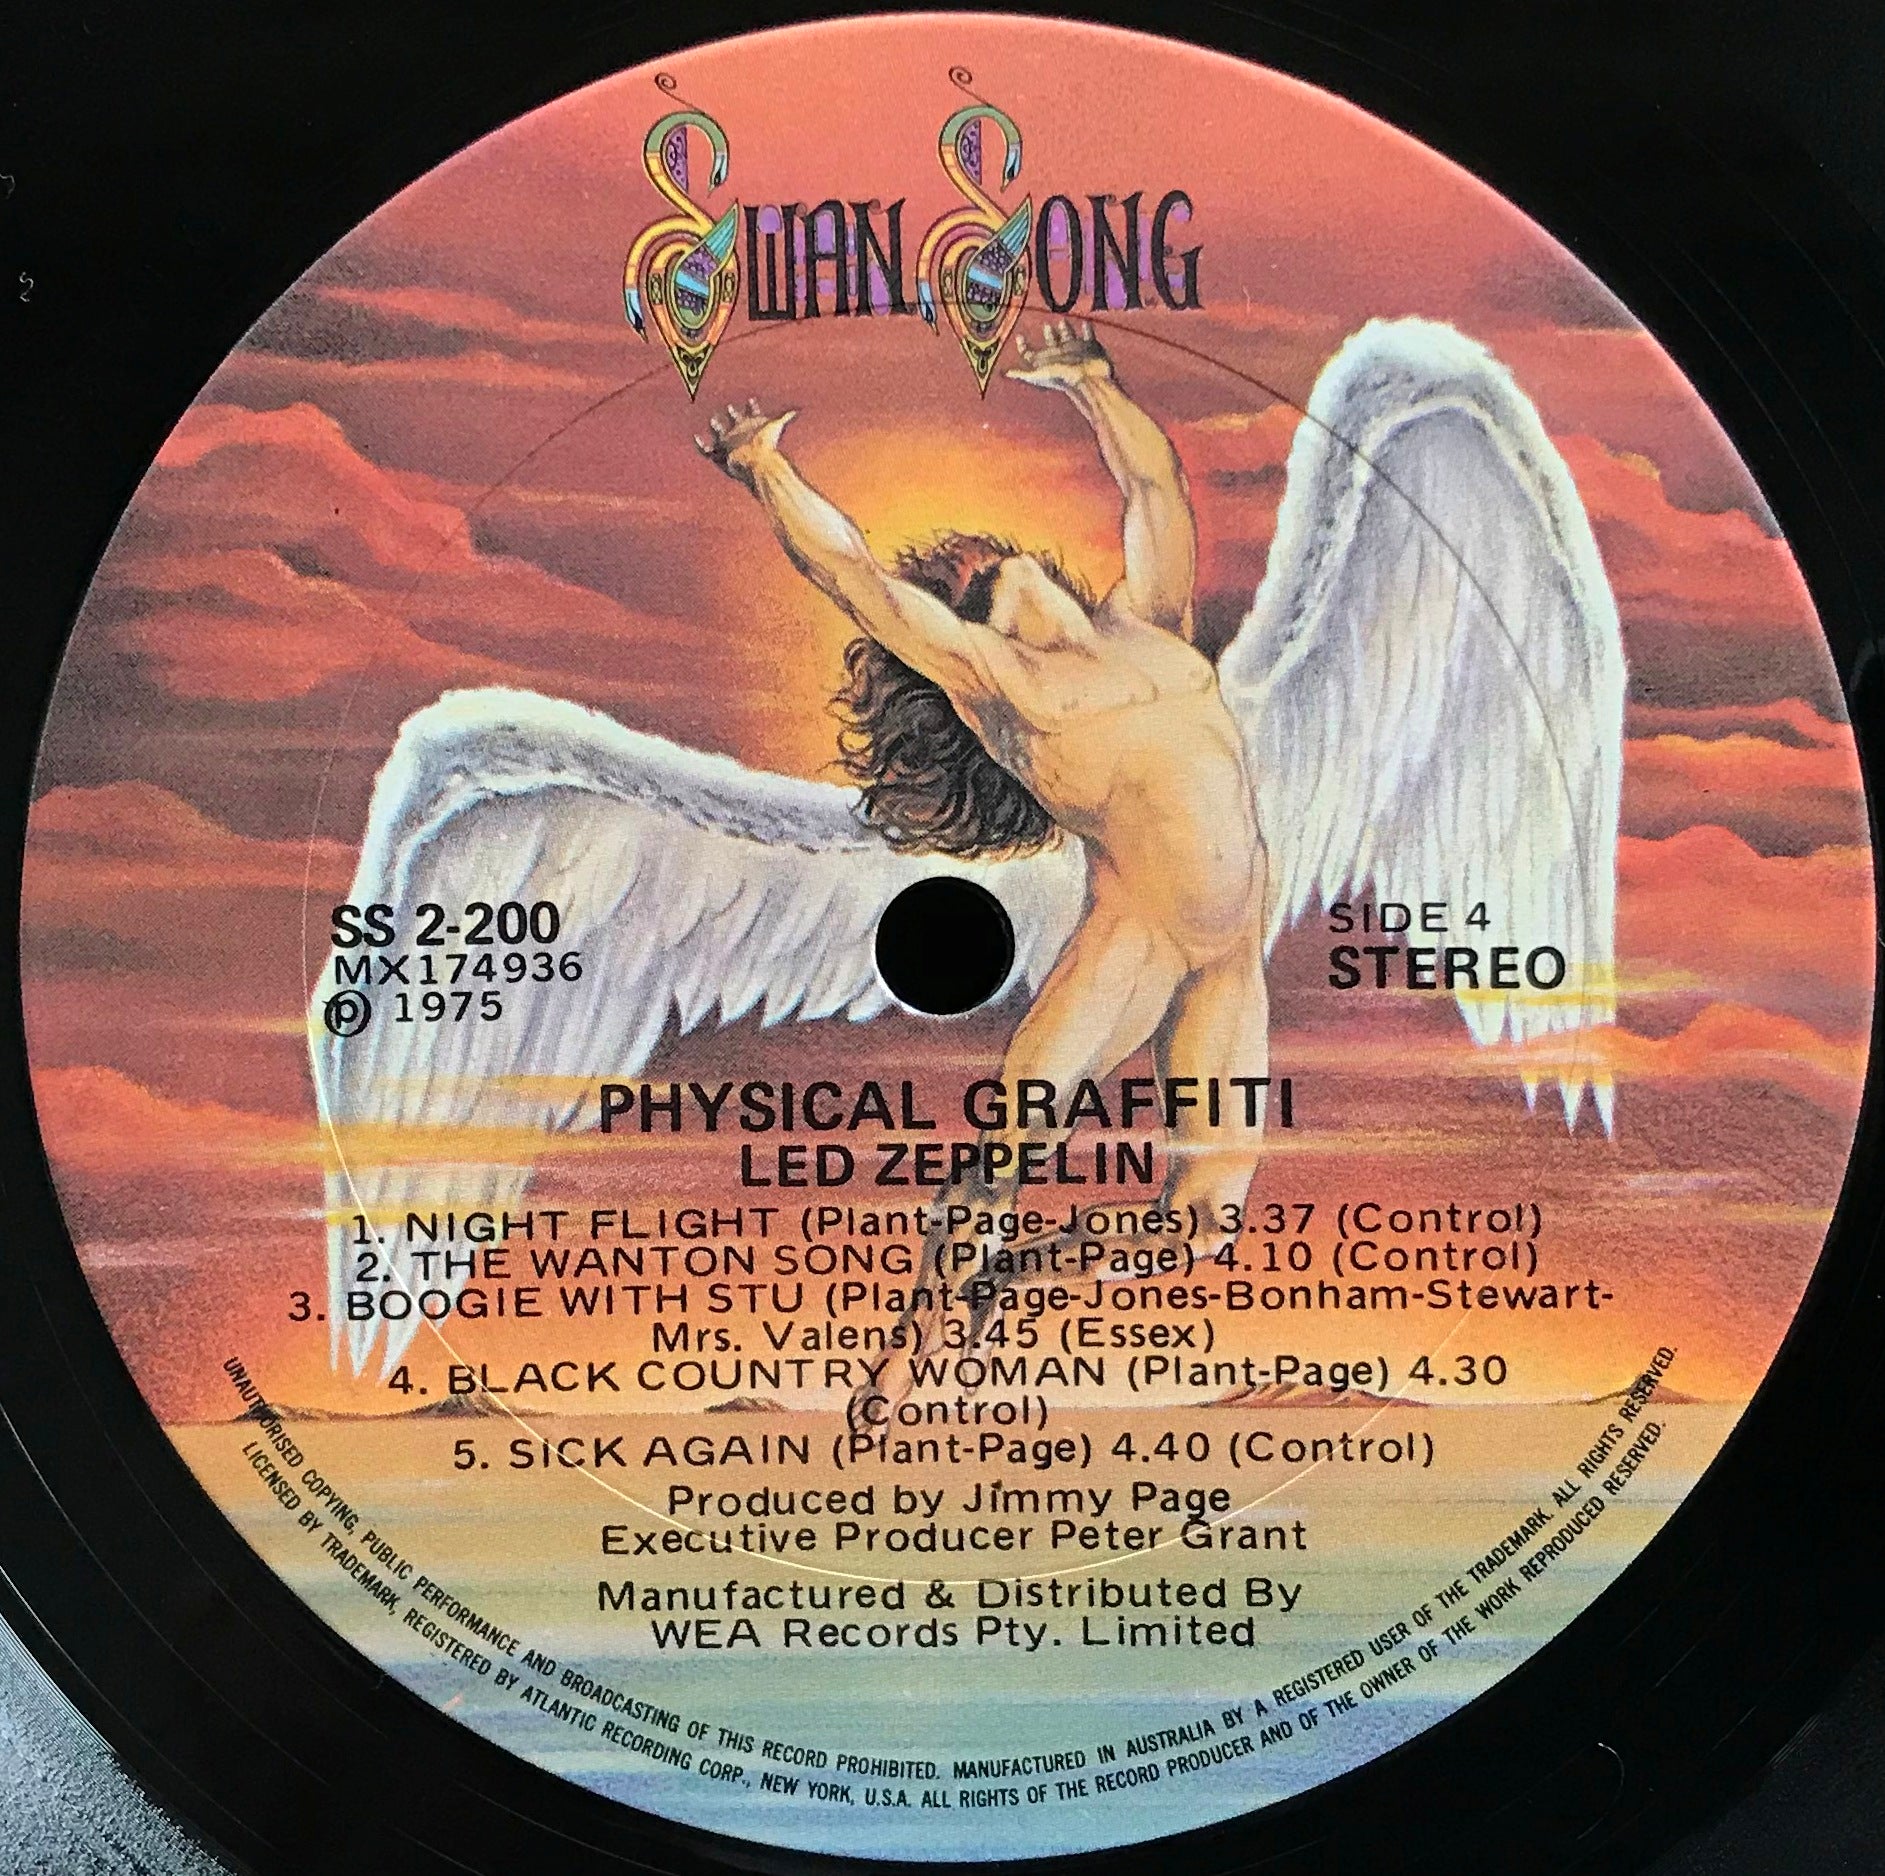 SWAN SONG
SS 2-200
MX174936
℗ 1975
SIDE 4
STEREO
PHYSICAL GRAFFITI
LED ZEPPELIN
1. NIGHT FLIGHT (Plant-Page-Jones) 3.37 (Control)
2. THE WANTON SONG (Plant-Page) 4.10 (Control)
3. BOOGIE WITH STU (Plant-Page-Jones-Bonham-Stewart-
Mrs. Valens) 3.45 (Essex)
4. BLACK COUNTRY WOMAN (Plant-Page) 4.30
(Control)
5. SICK AGAIN (Plant-Page) 4.40 (Control)
Produced by Jimmy Page
Executive Producer Peter Grant
Manufactured & Distributed By
WEA Records Pty. Limited
UNAUTHORISED COPYING, PUBLIC PERFORMANCE AND BROADCASTING OF THIS RECORD PROHIBITED. MANUFACTURED IN AUSTRALIA BY A REGISTERED USER OF THE TRADEMARK. ALL RIGHTS RESERVED.
LICENSED BY TRADEMARK, REGISTERED BY ATLANTIC RECORDING CORP., NEW YORK, U.S.A. ALL RIGHTS OF THE RECORD PRODUCER AND OF THE OWNER OF THE WORK REPRODUCED RESERVED.